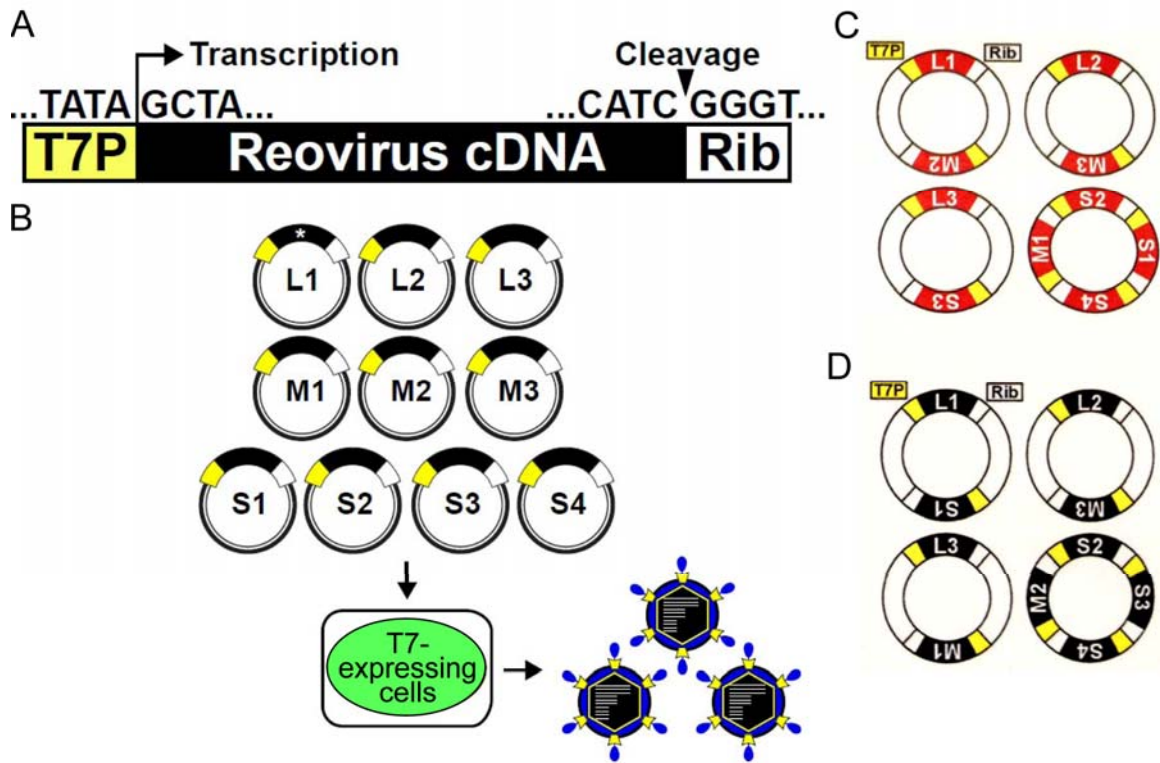 A
Transcription
Cleavage
...TATA GCTA...
...CATC GGGT...
T7P Reovirus cDNA Rib
B
*
L1 L2 L3
M1 M2 M3
S1 S2 S3 S4
T7-
expressing
cells
C
T7P L1 Rib L2
M2 M3
L3 S2
M1 S1
S3 S4
D
T7P L1 Rib L2
S1 M3
L3 S2
M2 S3
M1 S4